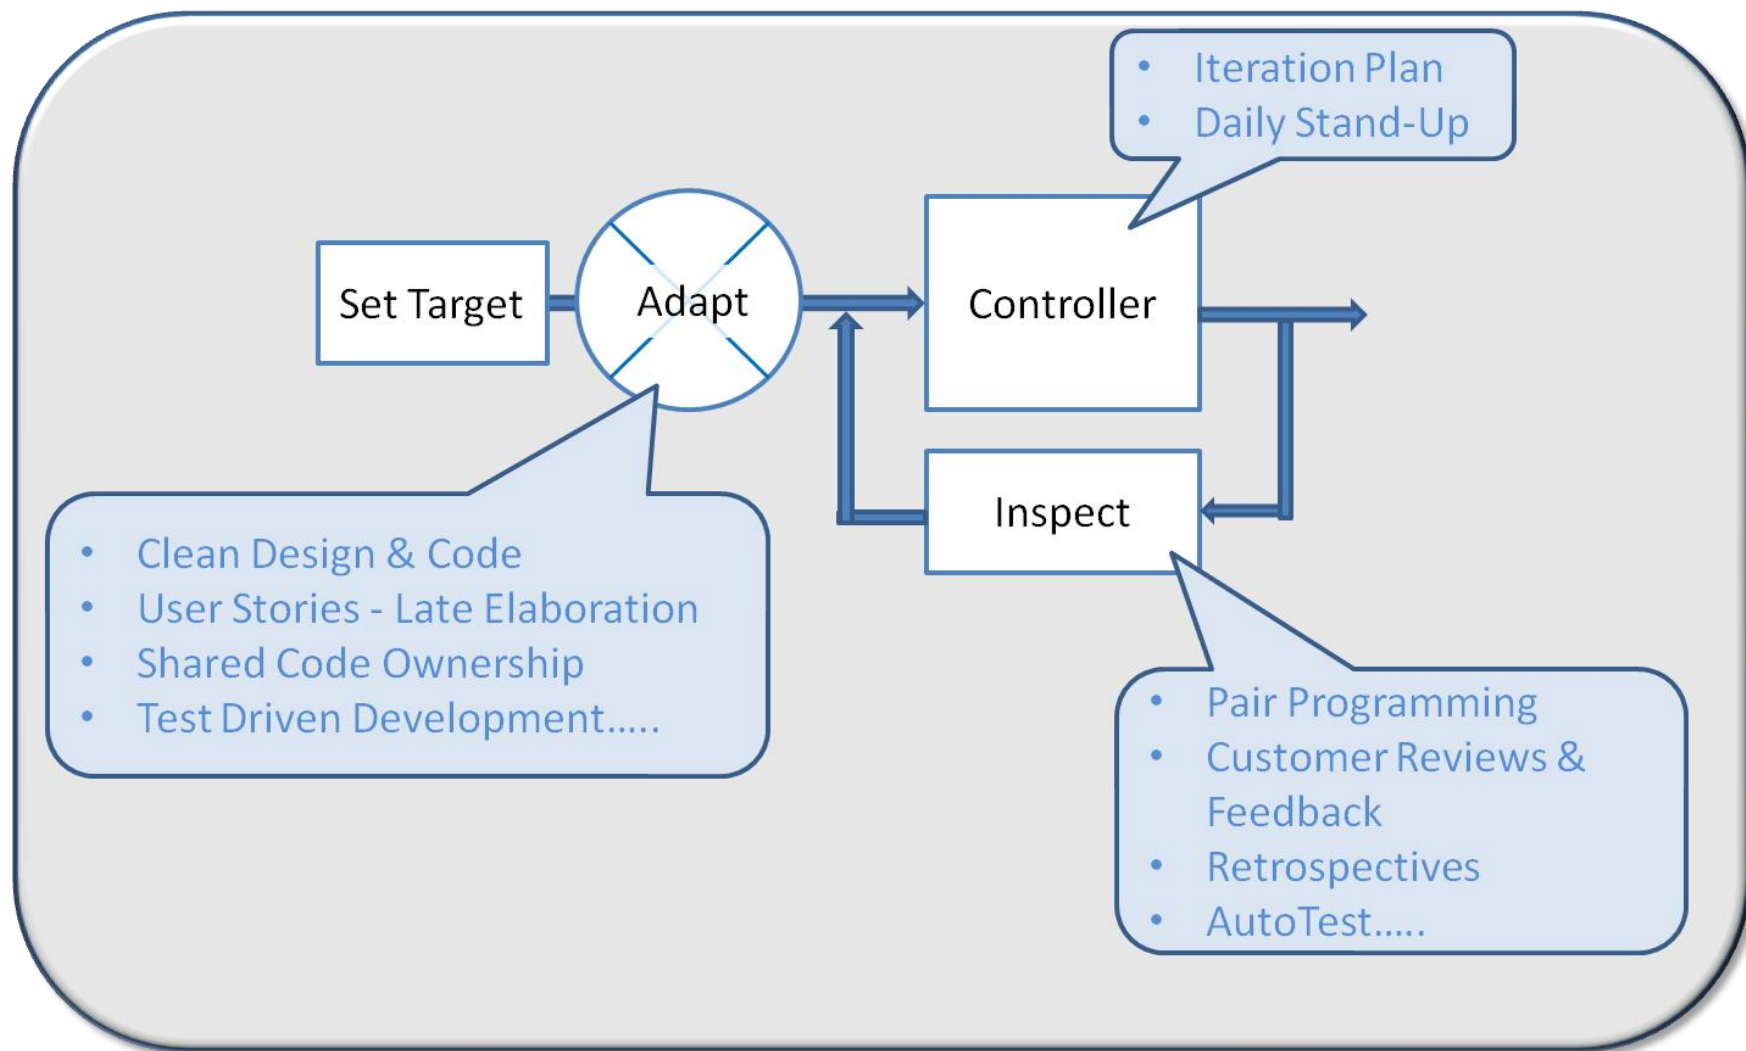 • Iteration Plan
• Daily Stand-Up
Set Target
Adapt
Controller
Inspect
• Clean Design & Code
• User Stories - Late Elaboration
• Shared Code Ownership
• Test Driven Development.....
• Pair Programming
• Customer Reviews &
Feedback
• Retrospectives
• AutoTest.....